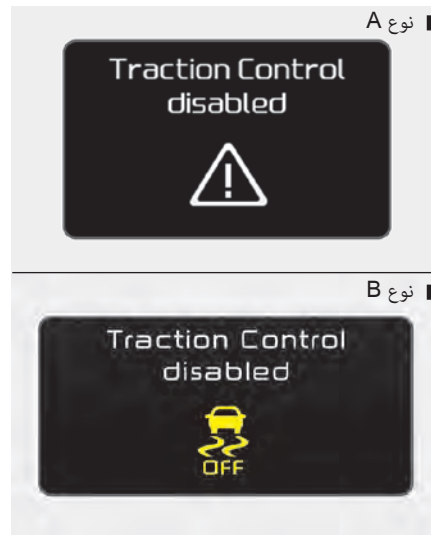 نوع A
Traction Control
disabled
نوع B
Traction Control
disabled
OFF